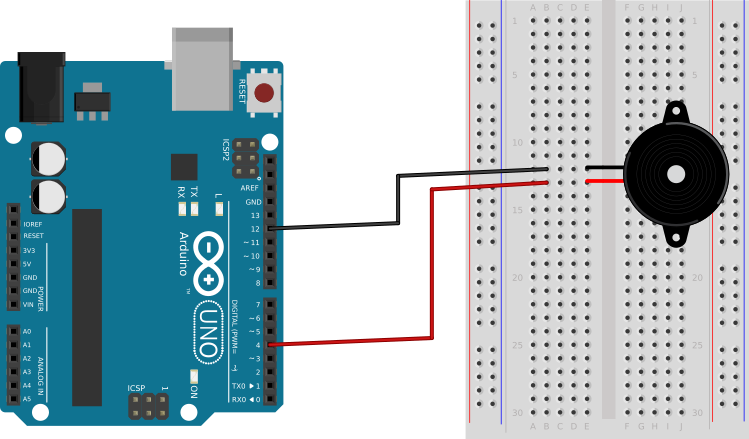 RESET
ICSP2
AREF
GND
13
12
~11
~10
~9
8
7
~6
~5
4
~3
2
TX0 ▶ 1
RX0 ◀ 0
DIGITAL (PWM=
RX
TX
L
Arduino
™
UNO
ON
ICSP
1
IOREF
RESET
3V3
5V
GND
GND
VIN
POWER
A0
A1
A2
A3
A4
A5
ANALOG IN
A B C D E F G H I J
1 1
5 5
10
15
20 20
25 25
30 30
A B C D E F G H I J